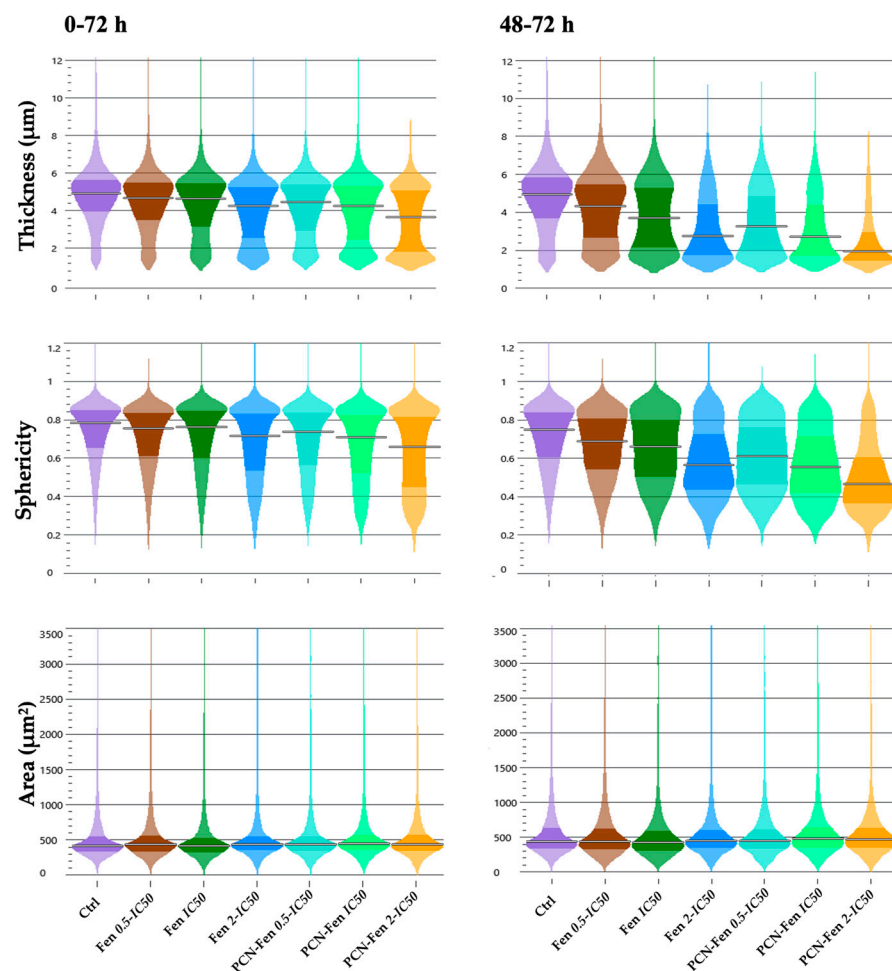 0-72 h
48-72 h
Thickness (µm)
12
10
8
6
4
2
0
12
10
8
6
4
2
0
Sphericity
1.2
1
0.8
0.6
0.4
0.2
0
1.2
1
0.8
0.6
0.4
0.2
0
Area (µm²)
3500
3000
2500
2000
1500
1000
500
0
3500
3000
2500
2000
1500
1000
500
0
Ctrl
Fen 0.5-IC50
Fen IC50
Fen 2-IC50
PCN-Fen 0.5-IC50
PCN-Fen IC50
PCN-Fen 2-IC50
Ctrl
Fen 0.5-IC50
Fen IC50
Fen 2-IC50
PCN-Fen 0.5-IC50
PCN-Fen IC50
PCN-Fen 2-IC50